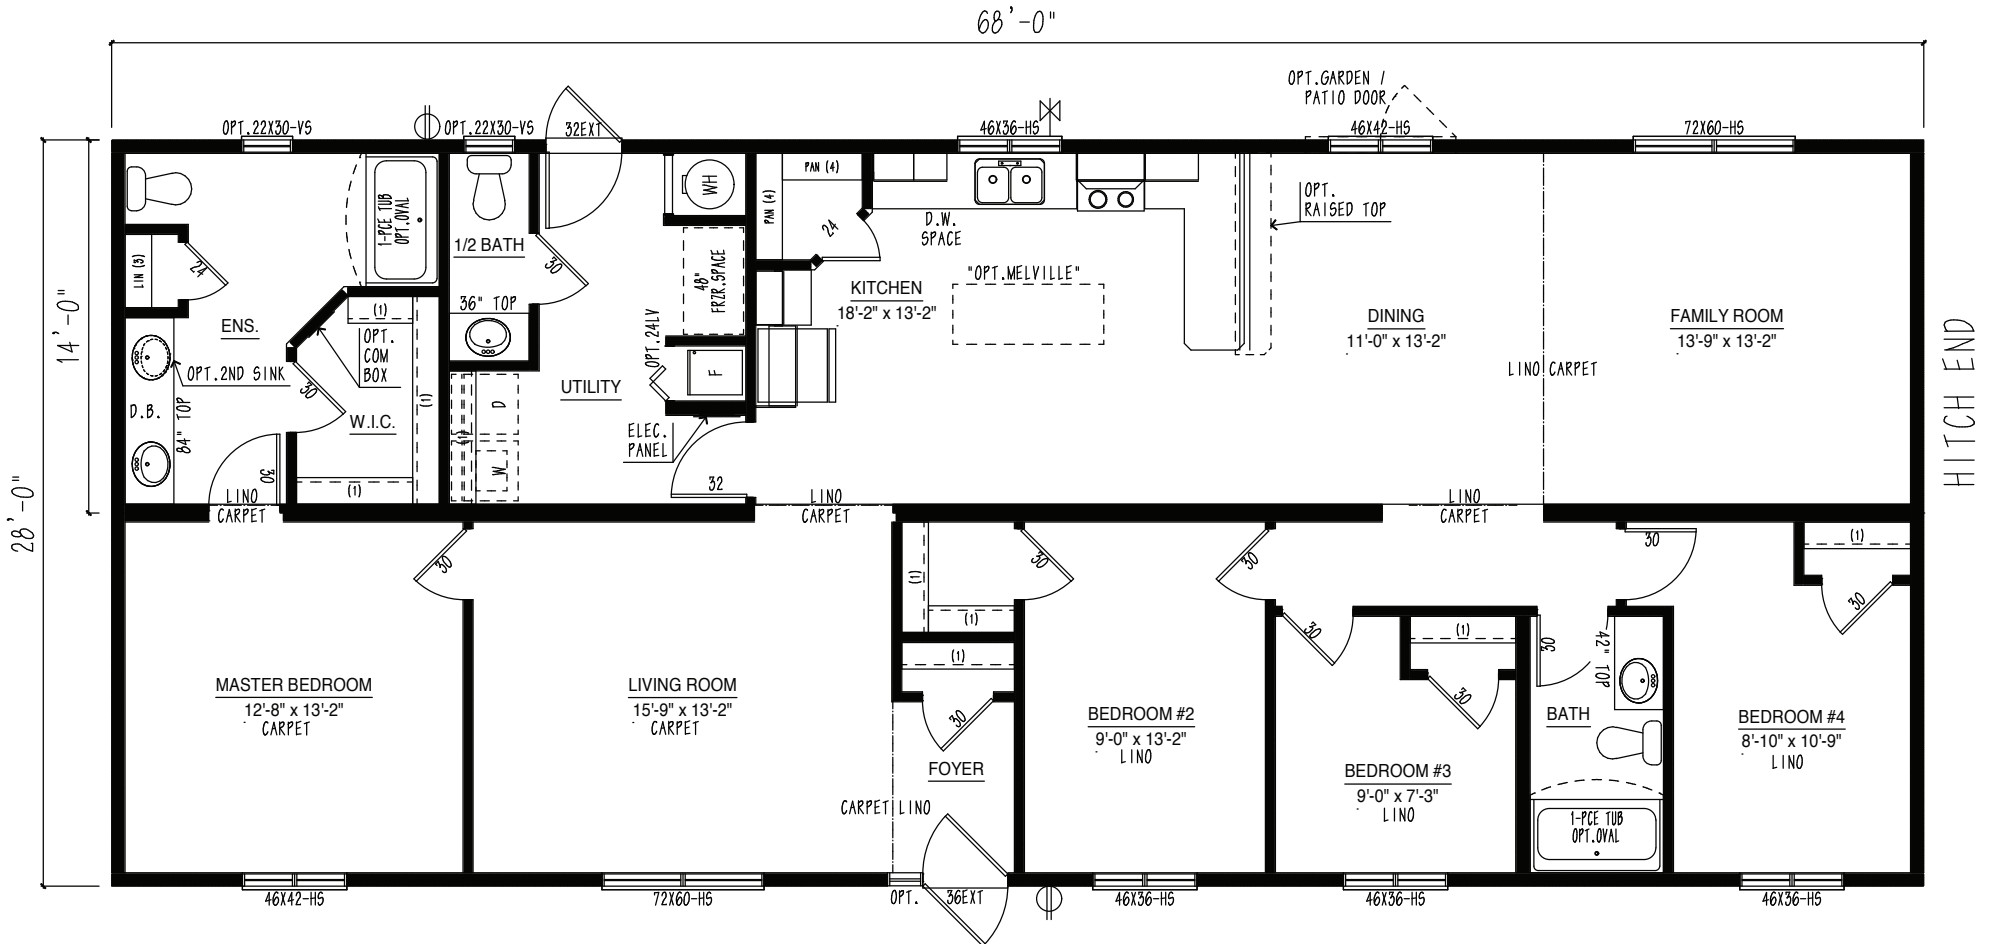 68'-0"
OPT.GARDEN /
PATIO DOOR
OPT.22X30-VS
OPT.22X30-VS
32EXT
46X36-HS
46X42-HS
72X60-HS
14'-0"
28'-0"
HITCH END
1-PCE TUB
OPT.OVAL
LIN (3)
24
ENS.
OPT.2ND SINK
D.B.
84" TOP
30
OPT.
COM
BOX
(1)
(1)
(1)
30
W.I.C.
LINO
CARPET
1/2 BATH
30
36" TOP
WH
48"
FRZR.SPACE
OPT.24LV
F
UTILITY
D
W
(1)
ELEC.
PANEL
32
PAN (4)
PAN (4)
24
D.W.
SPACE
KITCHEN
18'-2" x 13'-2"
"OPT.MELVILLE"
OPT.
RAISED TOP
DINING
11'-0" x 13'-2"
LINO CARPET
FAMILY ROOM
13'-9" x 13'-2"
LINO
CARPET
LINO
CARPET
30
MASTER BEDROOM
12'-8" x 13'-2"
CARPET
LIVING ROOM
15'-9" x 13'-2"
CARPET
(1)
(1)
30
(1)
30
FOYER
CARPET LINO
30
BEDROOM #2
9'-0" x 13'-2"
LINO
30
(1)
30
BEDROOM #3
9'-0" x 7'-3"
LINO
30
42" TOP
BATH
1-PCE TUB
OPT.OVAL
30
(1)
30
BEDROOM #4
8'-10" x 10'-9"
LINO
46X42-HS
72X60-HS
OPT.
36EXT
46X36-HS
46X36-HS
46X36-HS